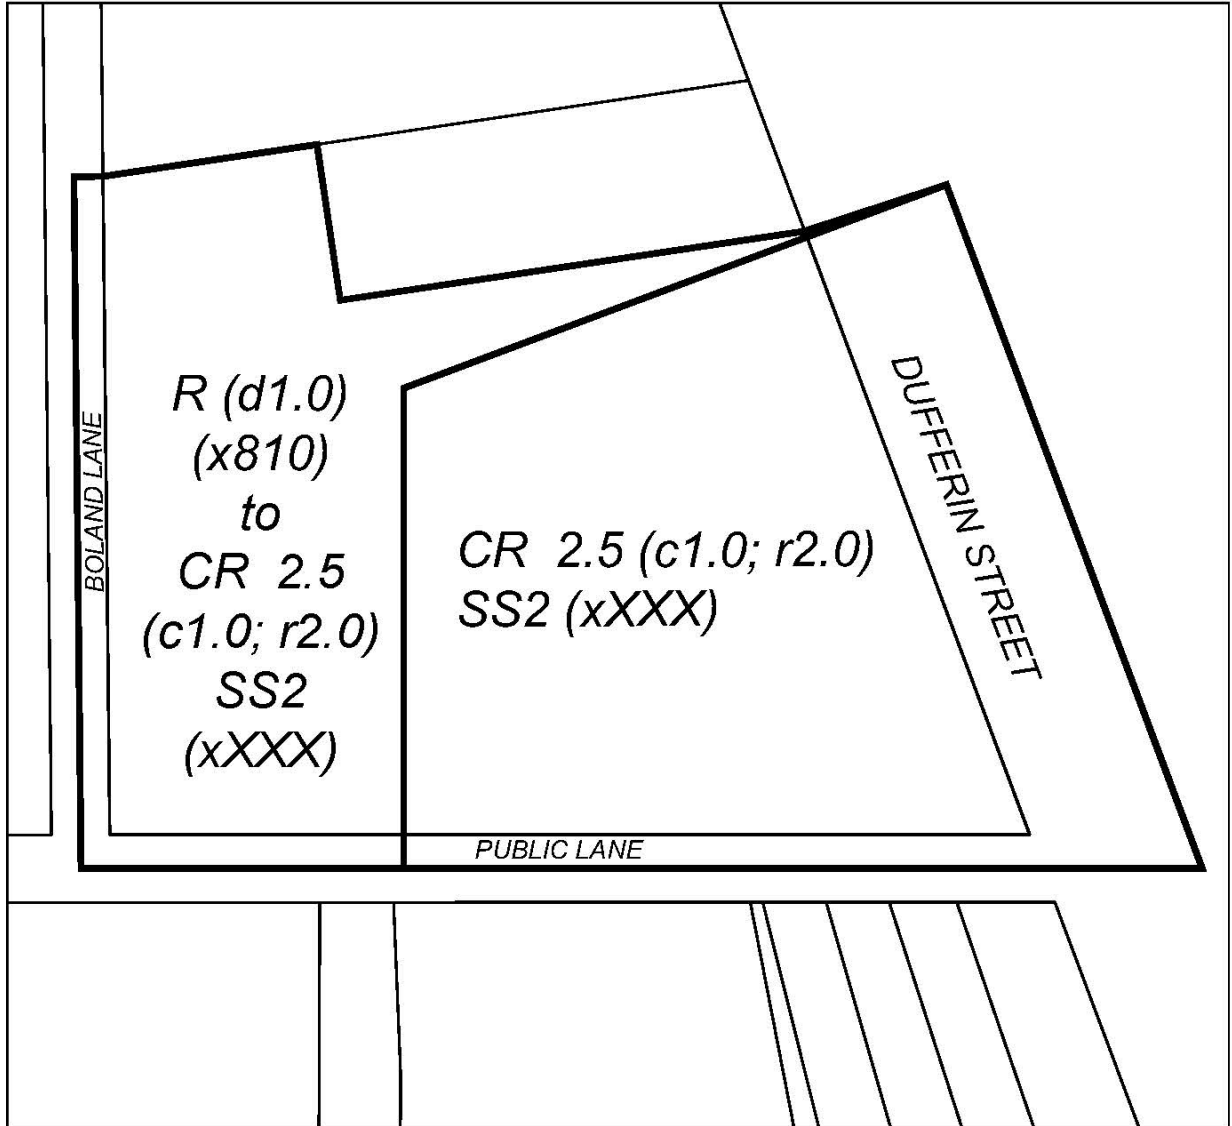 R (d1.0)
(x810)
to
CR 2.5
(c1.0; r2.0)
SS2
(xXXX)
BOLAND LANE
CR 2.5 (c1.0; r2.0)
SS2 (xXXX)
DUFFERIN STREET
PUBLIC LANE